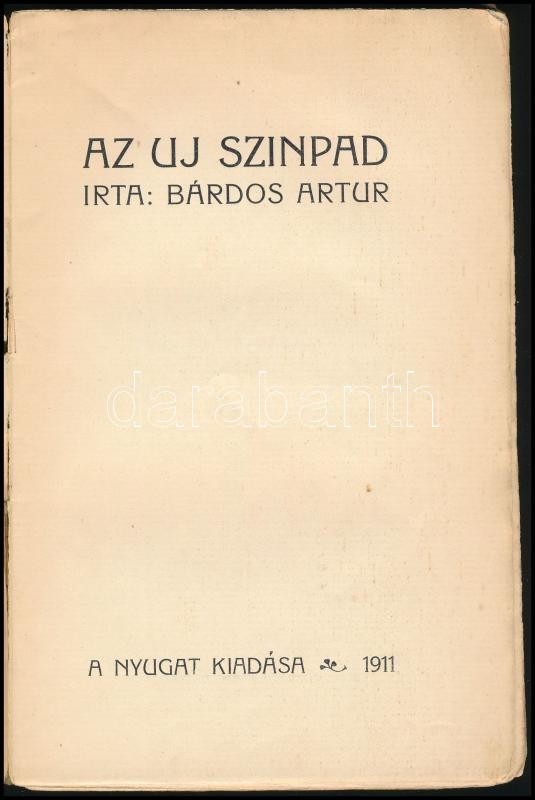 AZ UJ SZINPAD
IRTA: BÁRDOS ARTUR
darabanth
A NYUGAT KIADÁSA 1911